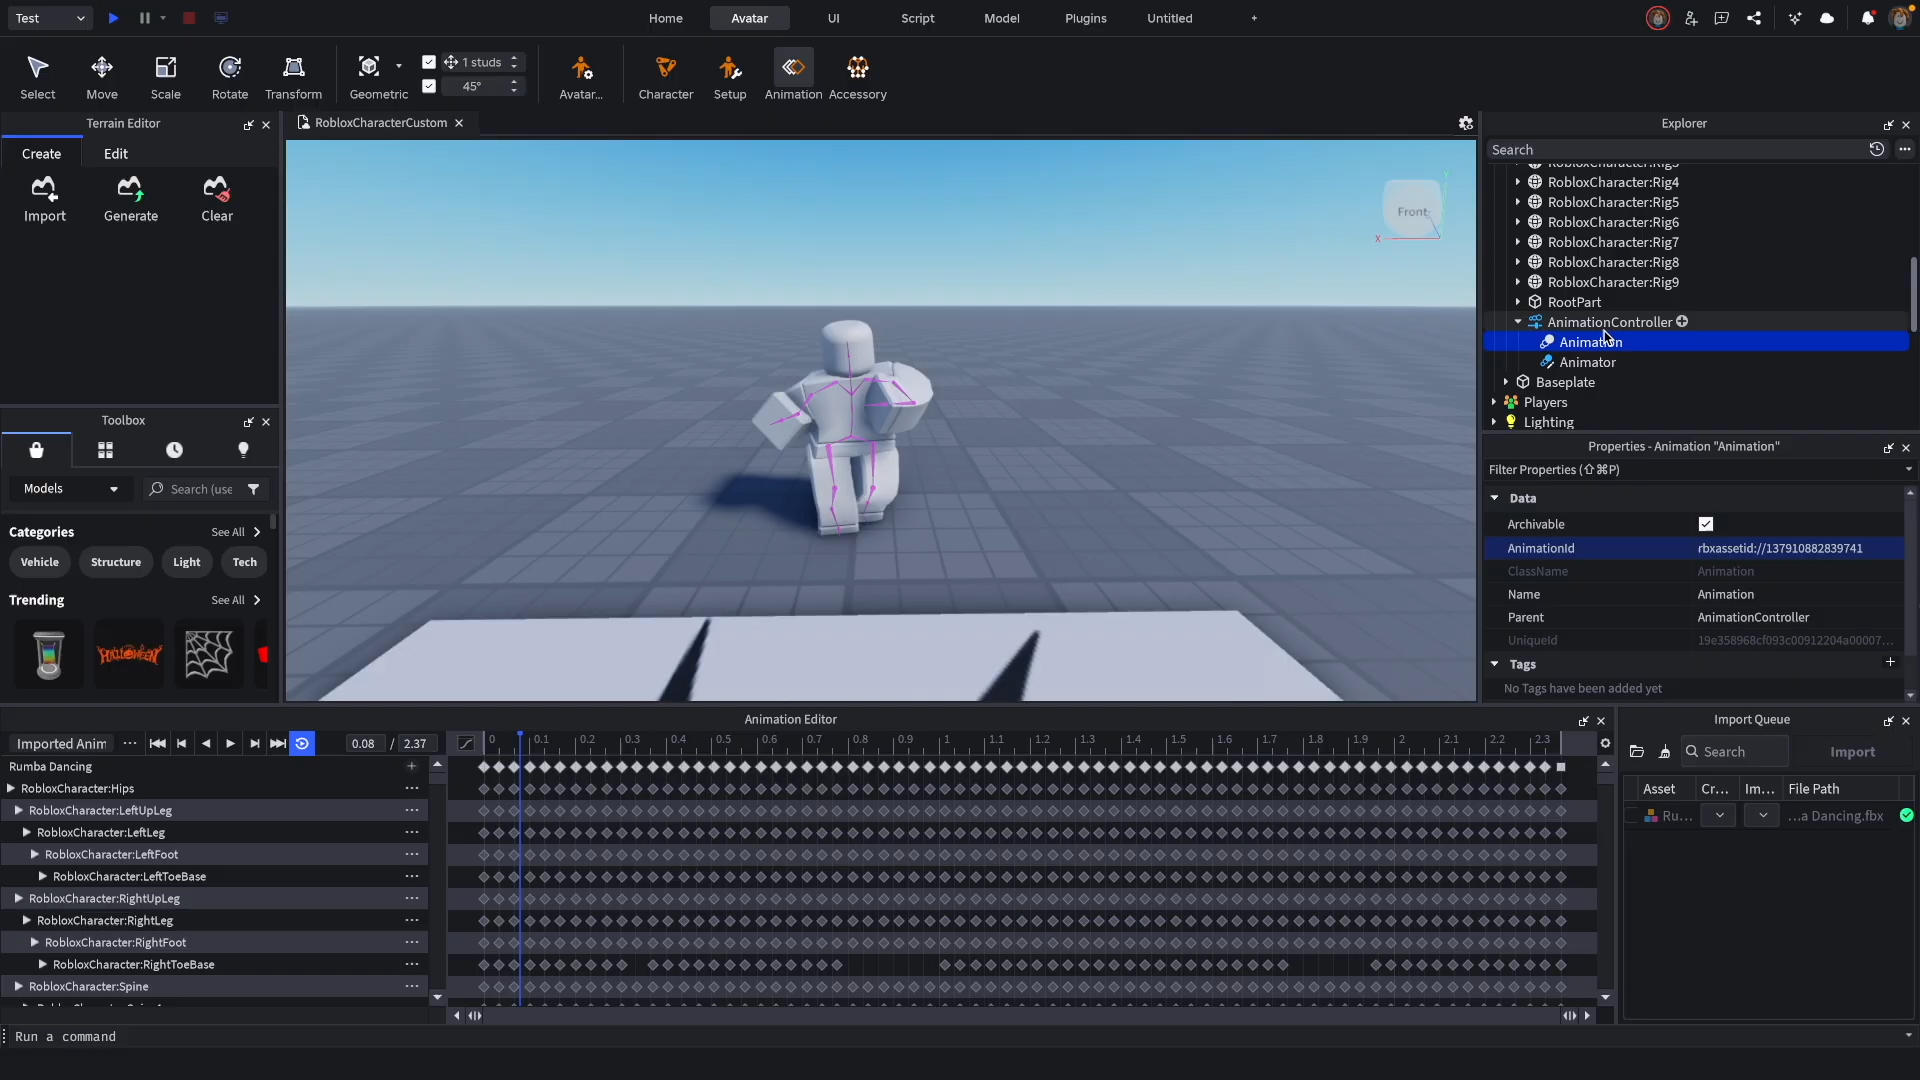 Test
Home
Avatar
UI
Script
Model
Plugins
Untitled
+
Select
Move
Scale
Rotate
Transform
Geometric
1 studs
45°
Avatar...
Character
Setup
Animation
Accessory
Terrain Editor
Create
Edit
Import
Generate
Clear
RobloxCharacterCustom
Front
X
Y
Explorer
Search
RobloxCharacter:Rig3
RobloxCharacter:Rig4
RobloxCharacter:Rig5
RobloxCharacter:Rig6
RobloxCharacter:Rig7
RobloxCharacter:Rig8
RobloxCharacter:Rig9
RootPart
AnimationController
Animation
Animator
Baseplate
Players
Lighting
Properties - Animation "Animation"
Filter Properties (⇧⌘P)
Data
Archivable
AnimationId rbxassetid://137910882839741
ClassName Animation
Name Animation
Parent AnimationController
UniqueId 19e358968cf093c00912204a00007...
Tags
No Tags have been added yet
Toolbox
Models
Search (use
Categories
See All
Vehicle
Structure
Light
Tech
Trending
See All
HALLOWEEN
Animation Editor
Imported Anim
0.08 / 2.37
0 0.1 0.2 0.3 0.4 0.5 0.6 0.7 0.8 0.9 1 1.1 1.2 1.3 1.4 1.5 1.6 1.7 1.8 1.9 2 2.1 2.2 2.3
Rumba Dancing
RobloxCharacter:Hips
RobloxCharacter:LeftUpLeg
RobloxCharacter:LeftLeg
RobloxCharacter:LeftFoot
RobloxCharacter:LeftToeBase
RobloxCharacter:RightUpLeg
RobloxCharacter:RightLeg
RobloxCharacter:RightFoot
RobloxCharacter:RightToeBase
RobloxCharacter:Spine
Import Queue
Search
Import
Asset Cr... Im... File Path
Ru... ...a Dancing.fbx
Run a command